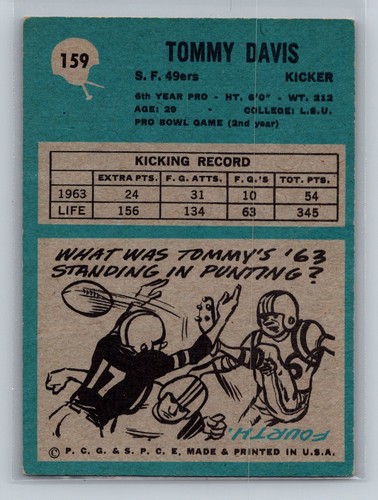 159
TOMMY DAVIS
S. F. 49ers KICKER
6th YEAR PRO - HT. 6'0" - WT. 212
AGE: 29 - COLLEGE: L.S.U.
PRO BOWL GAME (2nd year)
KICKING RECORD
EXTRA PTS. F. G. ATTS. F. G.'S TOT. PTS.
1963 24 31 10 54
LIFE 156 134 63 345
WHAT WAS TOMMY'S '63
STANDING IN PUNTING?
17
FOURTH.
© P. C. G. & S. P. C. E. MADE & PRINTED IN U.S.A.